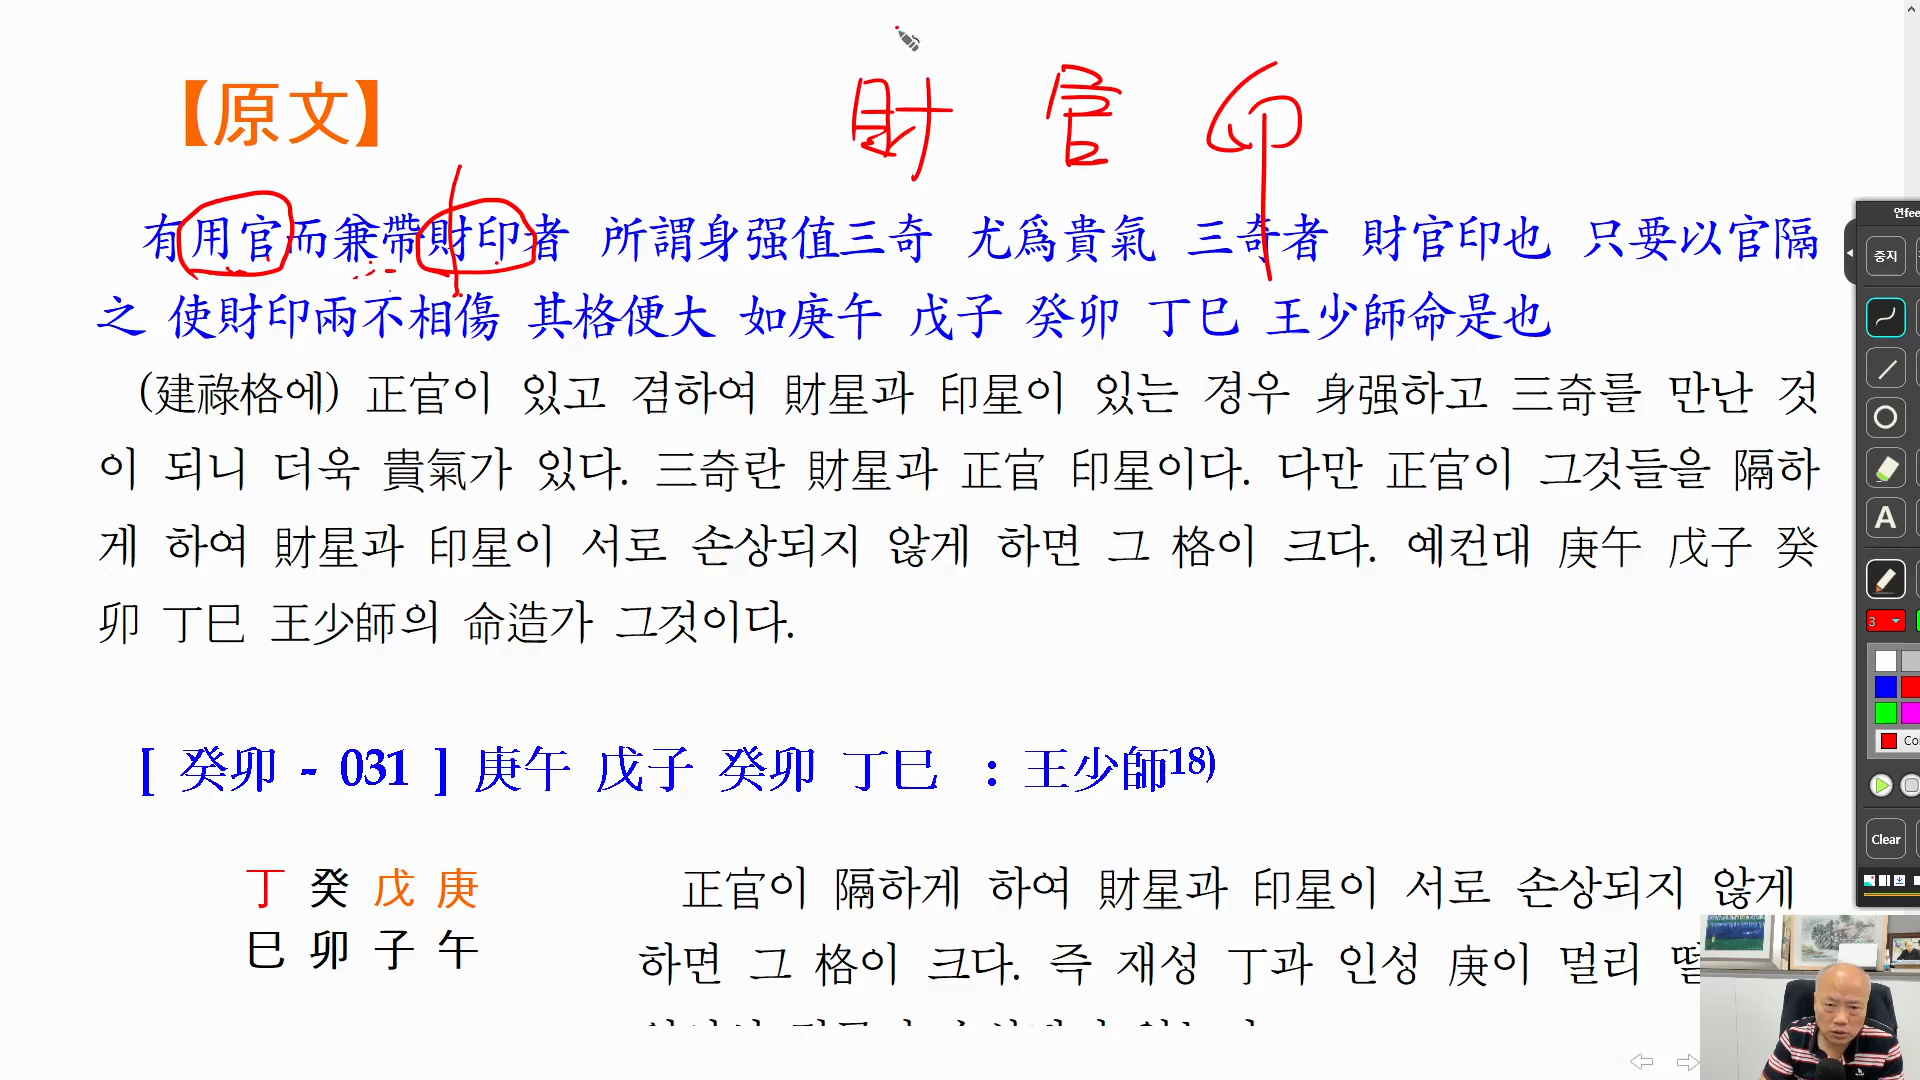 財 官 印
【原文】
有用官而兼帶財印者 所謂身强值三奇 尤爲貴氣 三奇者 財官印也 只要以官隔
之 使財印兩不相傷 其格便大 如庚午 戊子 癸卯 丁巳 王少師命是也
(建祿格에) 正官이 있고 겸하여 財星과 印星이 있는 경우 身强하고 三奇를 만난 것
이 되니 더욱 貴氣가 있다. 三奇란 財星과 正官 印星이다. 다만 正官이 그것들을 隔하
게 하여 財星과 印星이 서로 손상되지 않게 하면 그 格이 크다. 예컨대 庚午 戊子 癸
卯 丁巳 王少師의 命造가 그것이다.
[ 癸卯 - 031 ] 庚午 戊子 癸卯 丁巳 : 王少師18)
丁 癸 戊 庚
巳 卯 子 午
正官이 隔하게 하여 財星과 印星이 서로 손상되지 않게
하면 그 格이 크다. 즉 재성 丁과 인성 庚이 멀리
연fee
중지
A
3
Co
Clear